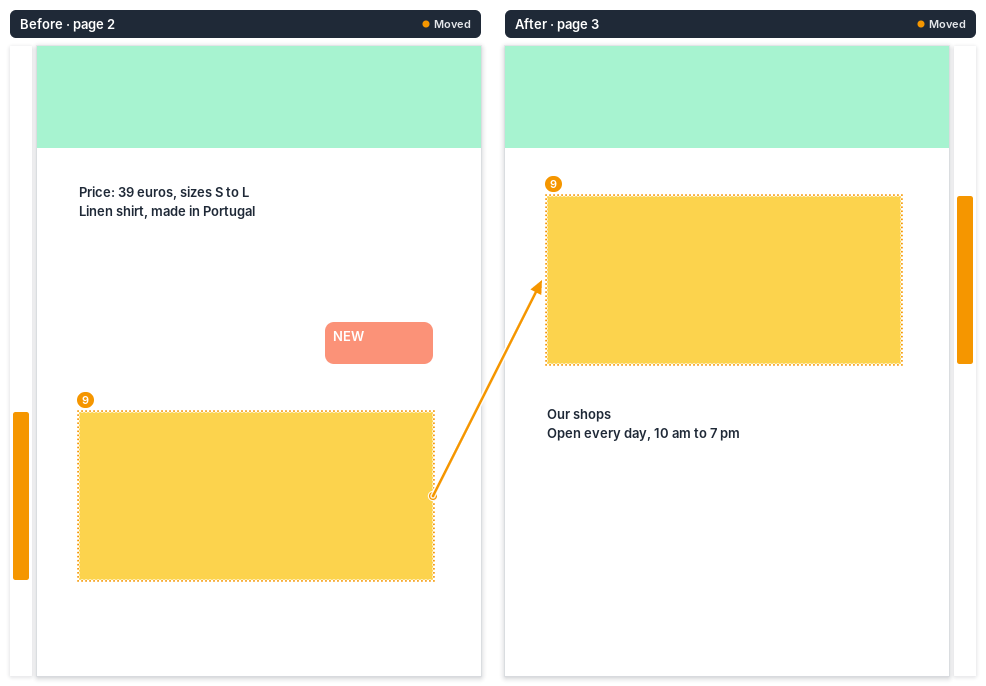 Before · page 2
Moved
Price: 39 euros, sizes S to L
Linen shirt, made in Portugal
NEW
9
After · page 3
Moved
9
Our shops
Open every day, 10 am to 7 pm